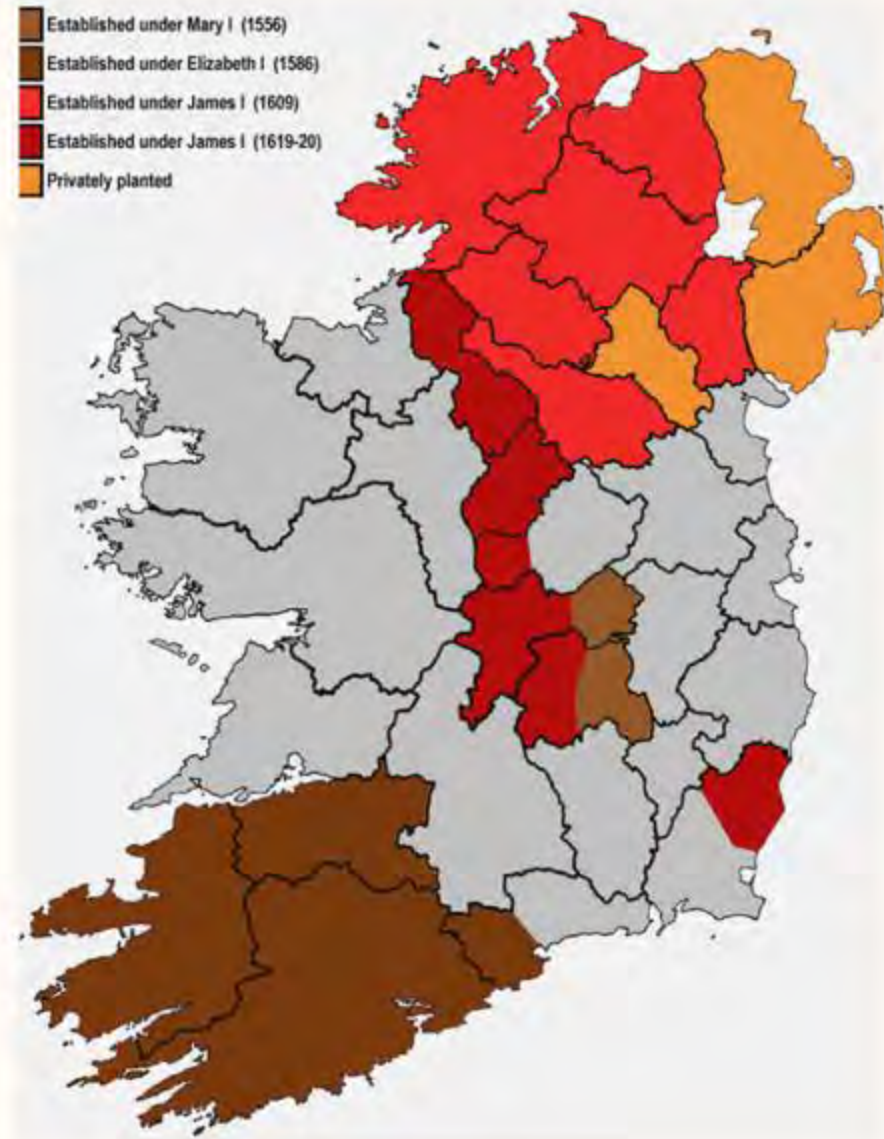 Established under Mary I (1556)
Established under Elizabeth I (1586)
Established under James I (1609)
Established under James I (1619-20)
Privately planted